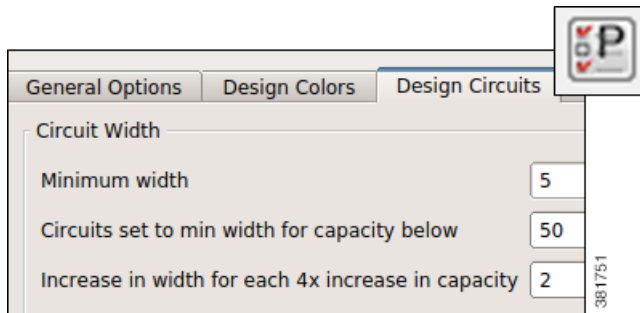 P
General Options
Design Colors
Design Circuits
Circuit Width
Minimum width
5
Circuits set to min width for capacity below
50
Increase in width for each 4x increase in capacity
2
381751